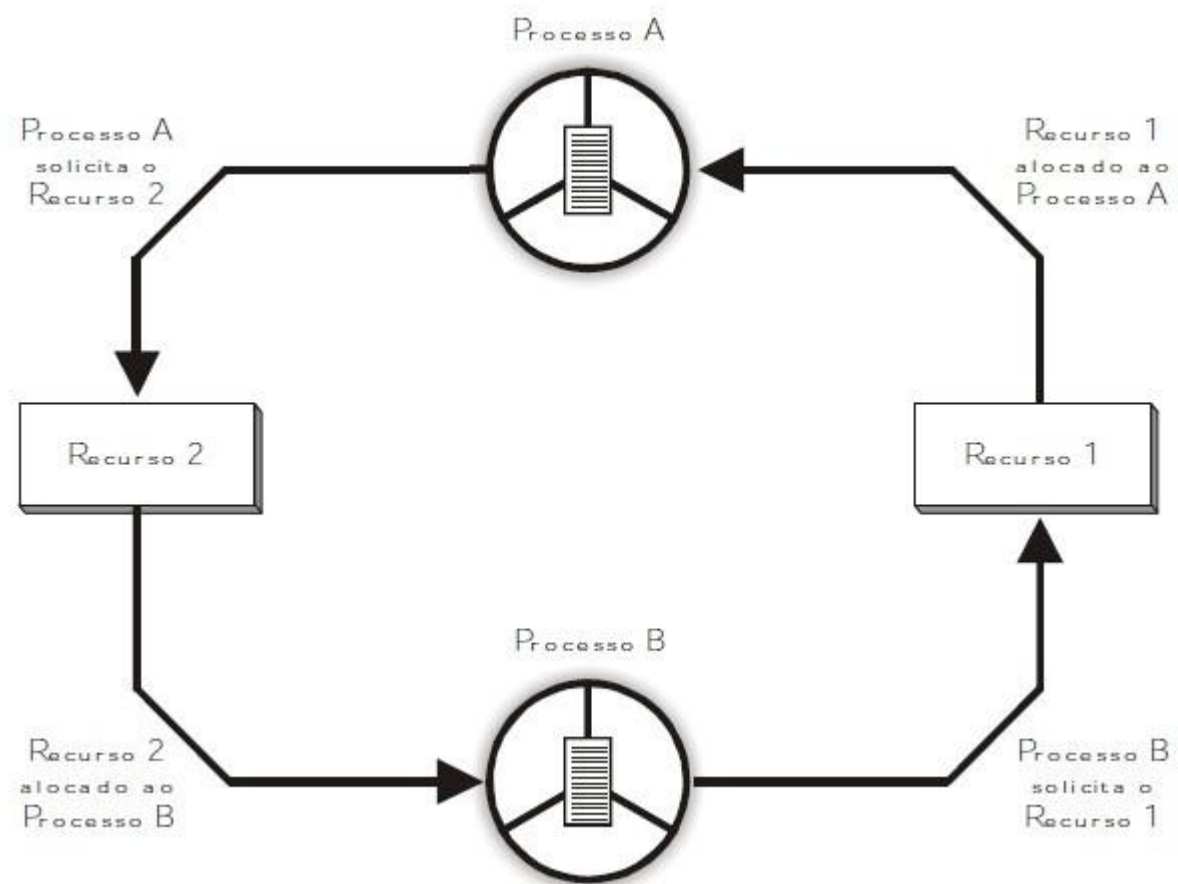 Processo A
Processo A
solicita o
Recurso 2
Recurso 1
alocado ao
Processo A
Recurso 2
Recurso 1
Processo B
Recurso 2
alocado ao
Processo B
Processo B
solicita o
Recurso 1